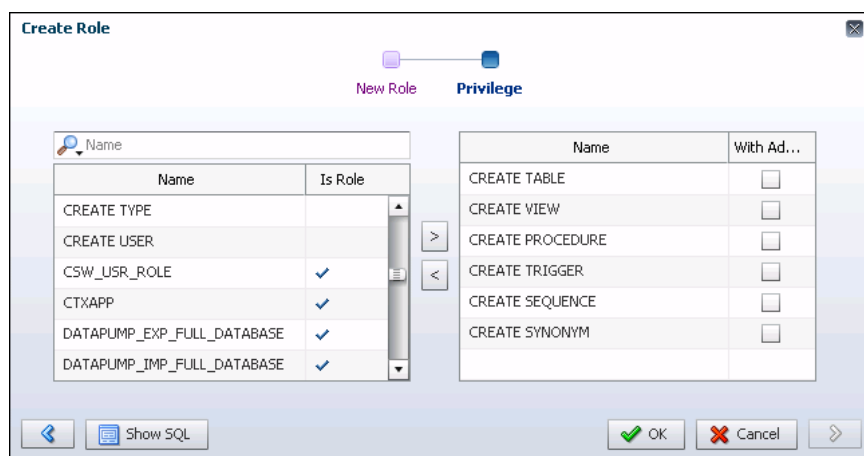 Create Role
New Role
Privilege
Name
Name Is Role
CREATE TYPE
CREATE USER
CSW_USR_ROLE
CTXAPP
DATAPUMP_EXP_FULL_DATABASE
DATAPUMP_IMP_FULL_DATABASE
>
<
Name With Ad...
CREATE TABLE
CREATE VIEW
CREATE PROCEDURE
CREATE TRIGGER
CREATE SEQUENCE
CREATE SYNONYM
Show SQL
OK
Cancel